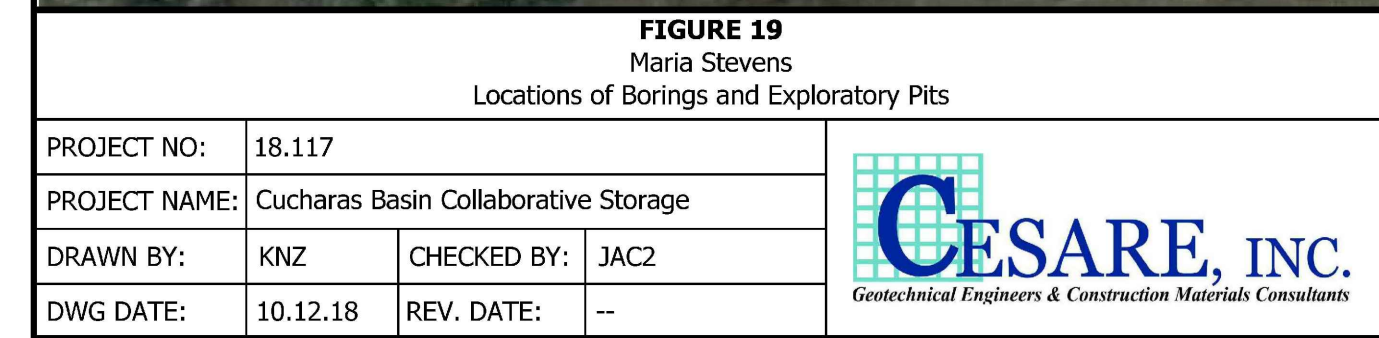 FIGURE 19
Maria Stevens
Locations of Borings and Exploratory Pits
PROJECT NO: 18.117
PROJECT NAME: Cucharas Basin Collaborative Storage
DRAWN BY: KNZ CHECKED BY: JAC2
DWG DATE: 10.12.18 REV. DATE: --
CESARE, INC.
Geotechnical Engineers & Construction Materials Consultants